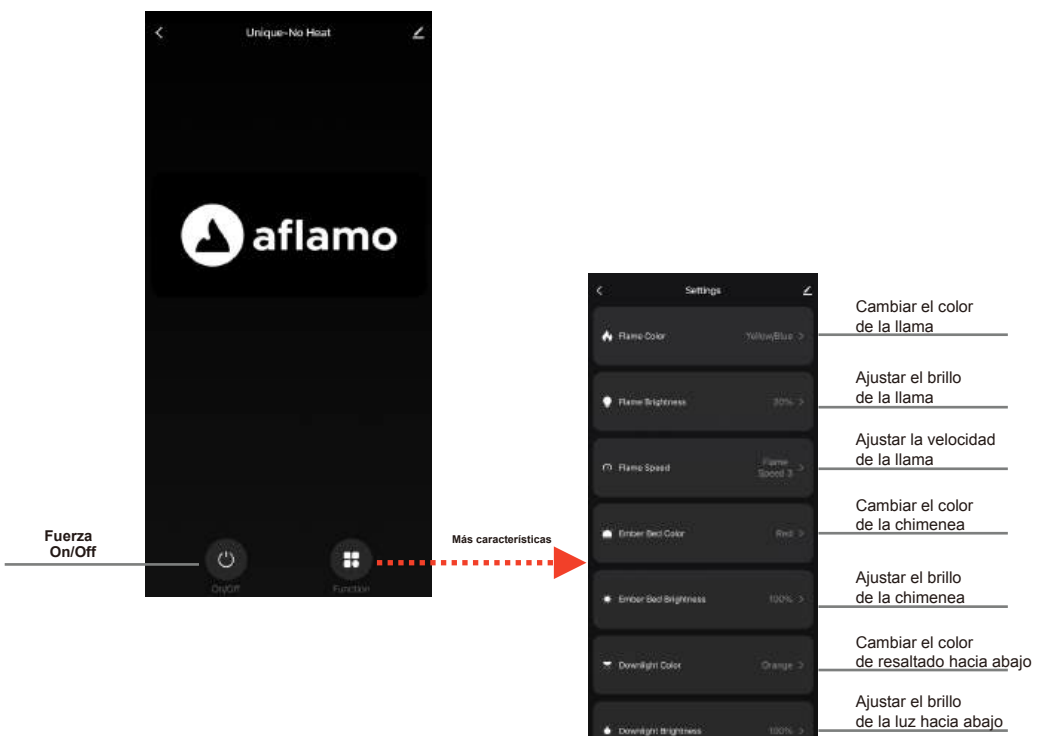 Unique-No Heat
aflamo
On/Off
Function
Fuerza
On/Off
Más características
Settings
Flame Color
Yellow/Blue
Flame Brightness
30%
Flame Speed
Flame
Speed 3
Ember Bed Color
Red
Ember Bed Brightness
100%
Downlight Color
Orange
Downlight Brightness
100%
Cambiar el color
de la llama
Ajustar el brillo
de la llama
Ajustar la velocidad
de la llama
Cambiar el color
de la chimenea
Ajustar el brillo
de la chimenea
Cambiar el color
de resaltado hacia abajo
Ajustar el brillo
de la luz hacia abajo